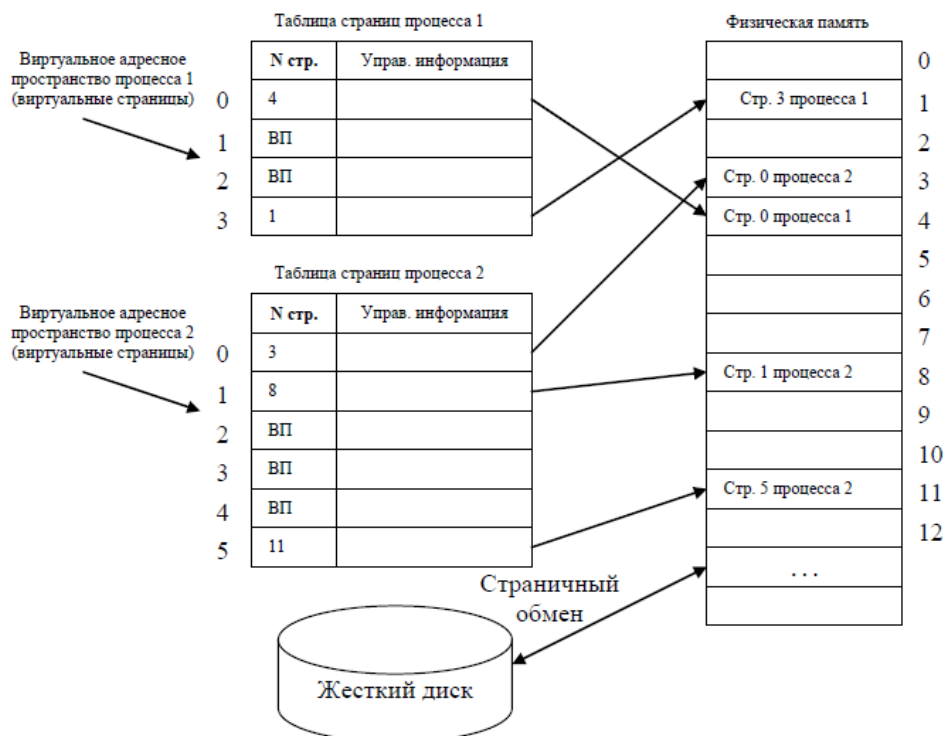 Таблица страниц процесса 1
Физическая память
Виртуальное адресное
пространство процесса 1
(виртуальные страницы)
N стр. Управ. информация
0 4
1 ВП
2 ВП
3 1
0
Стр. 3 процесса 1 1
2
Стр. 0 процесса 2 3
Стр. 0 процесса 1 4
5
6
7
Стр. 1 процесса 2 8
9
10
Стр. 5 процесса 2 11
12
. . .
Таблица страниц процесса 2
Виртуальное адресное
пространство процесса 2
(виртуальные страницы)
N стр. Управ. информация
0 3
1 8
2 ВП
3 ВП
4 ВП
5 11
Страничный
обмен
Жесткий диск